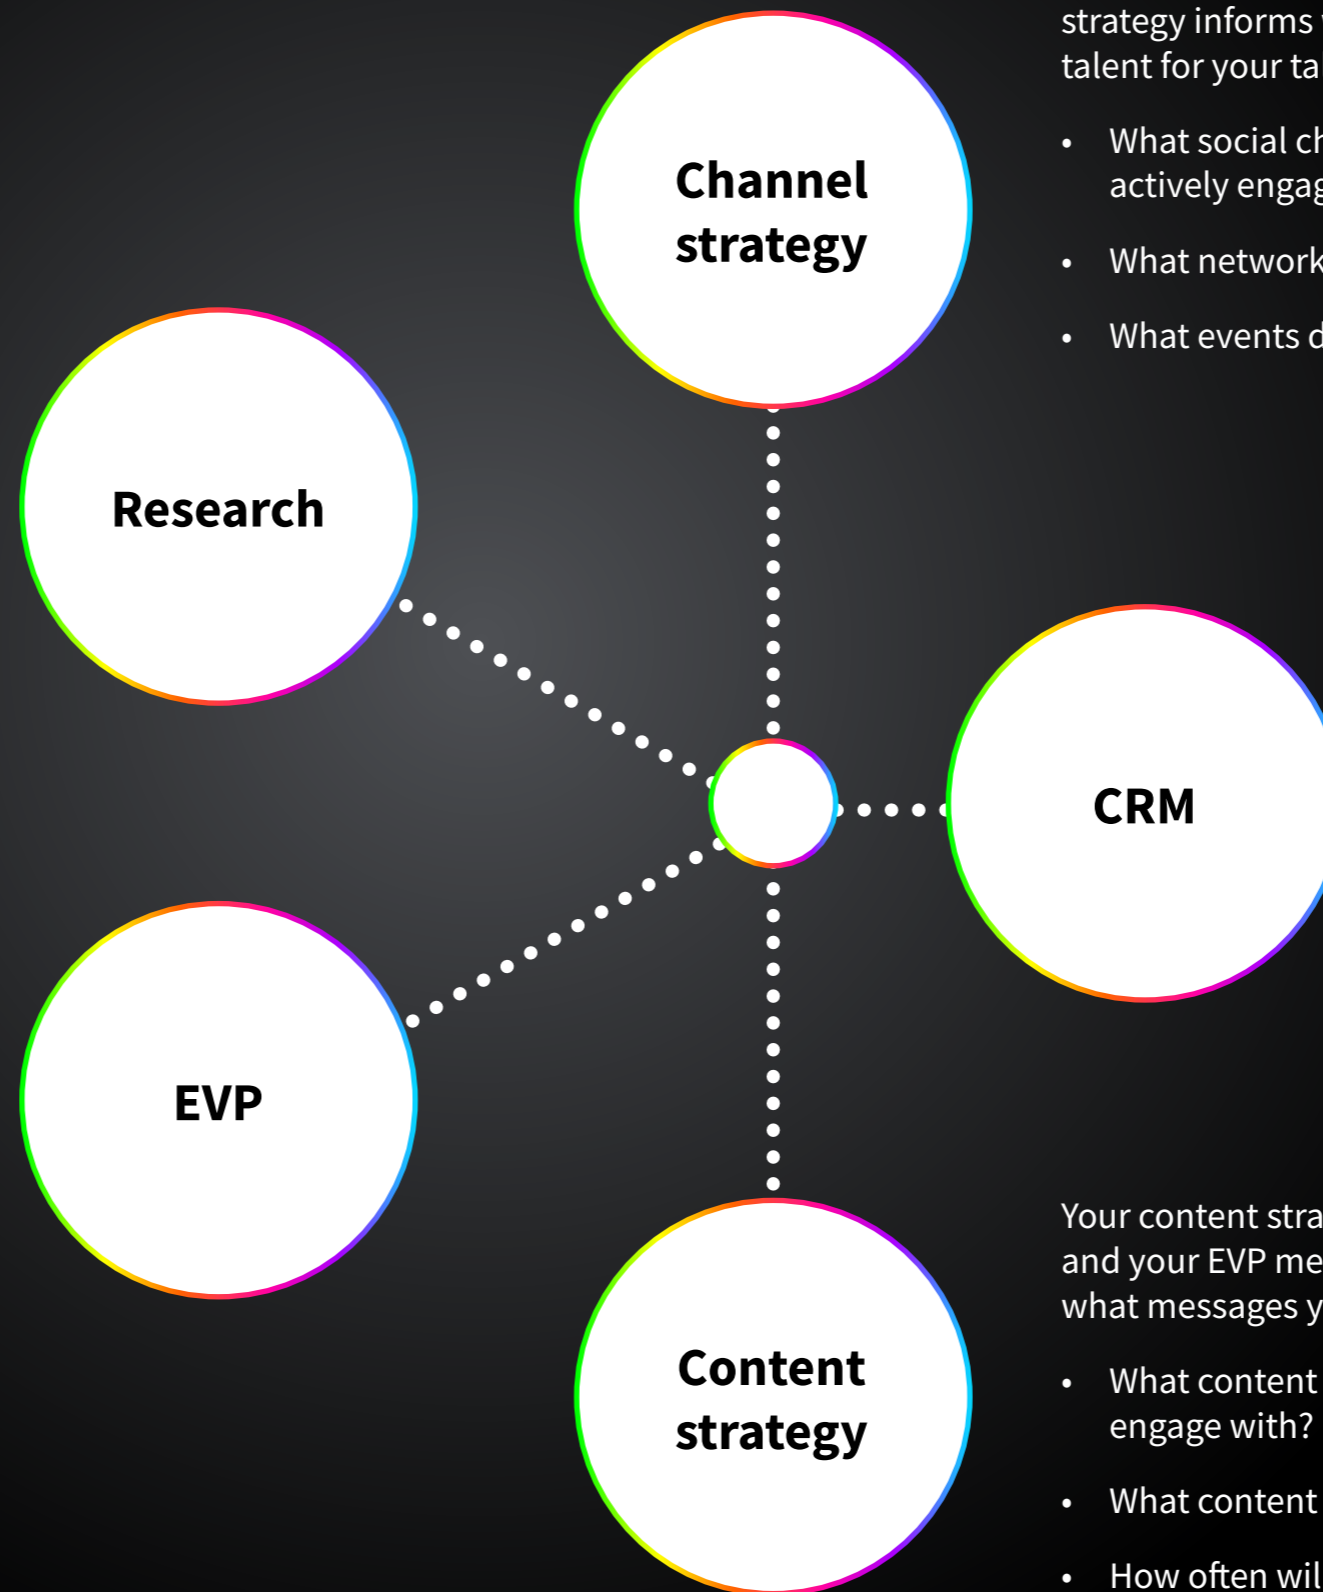 strategy informs
talent for your
• What social
actively
• What
• What events
Channel
strategy
Research
CRM
EVP
Your content
and your EVP
what messages
• What content
engage with?
• What content
• How often
Content
strategy